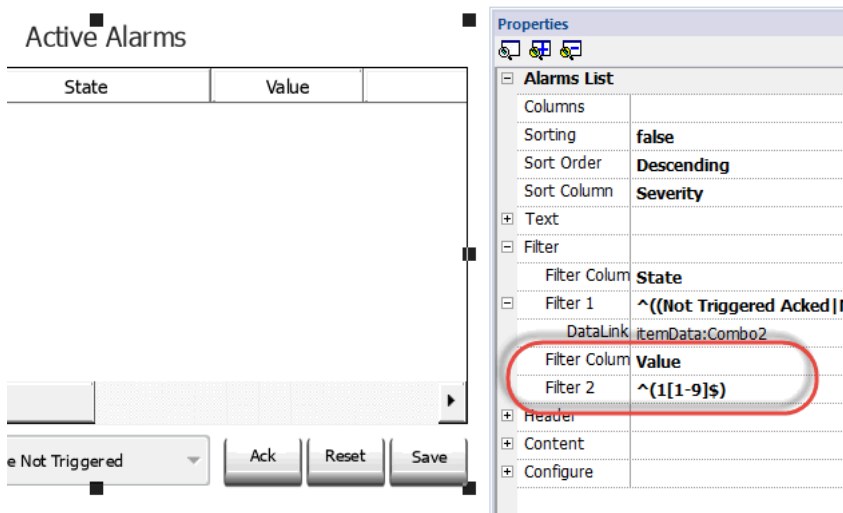 Active Alarms
State Value
e Not Triggered
Ack Reset Save
Properties
Alarms List
Columns
Sorting false
Sort Order Descending
Sort Column Severity
Text
Filter
Filter Colum State
Filter 1 ^((Not Triggered Acked|
DataLink itemData:Combo2
Filter Colum Value
Filter 2 ^(1[1-9]$)
Header
Content
Configure